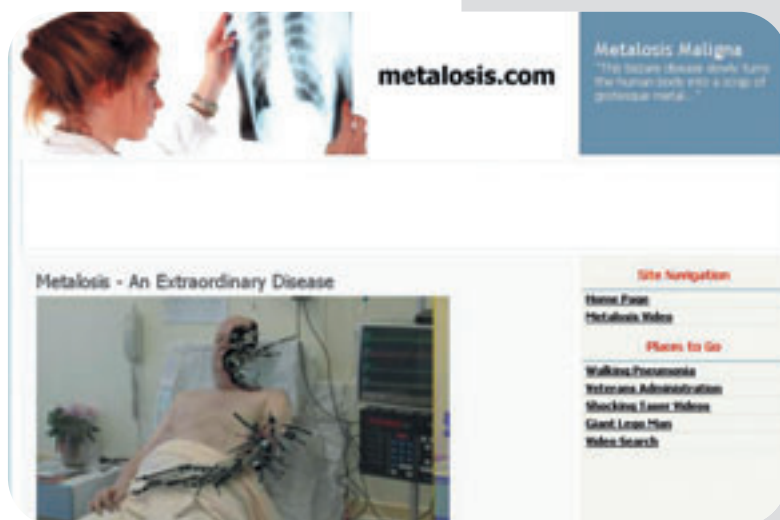 metalosis.com
Metalosis Maligna
"This bizarre disease slowly turns
the human body into a scrap of
grotesque metal..."
Metalosis - An Extraordinary Disease
Site Navigation
Home Page
Metalosis Video
Places to Go
Walking Pneumonia
Veterans Administration
Shocking Taser Videos
Giant Lego Man
Video Search